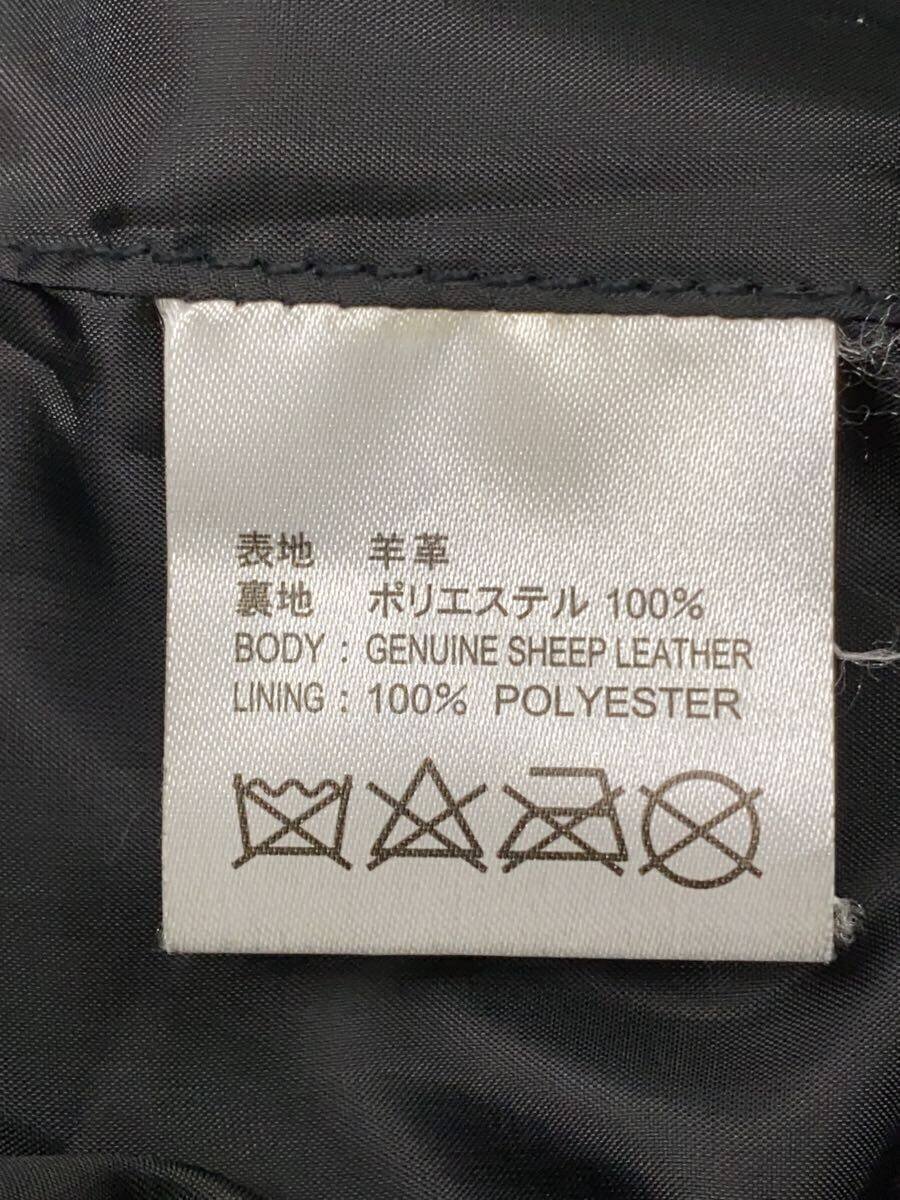 表地 羊革
裏地 ポリエステル 100%
BODY : GENUINE SHEEP LEATHER
LINING : 100% POLYESTER